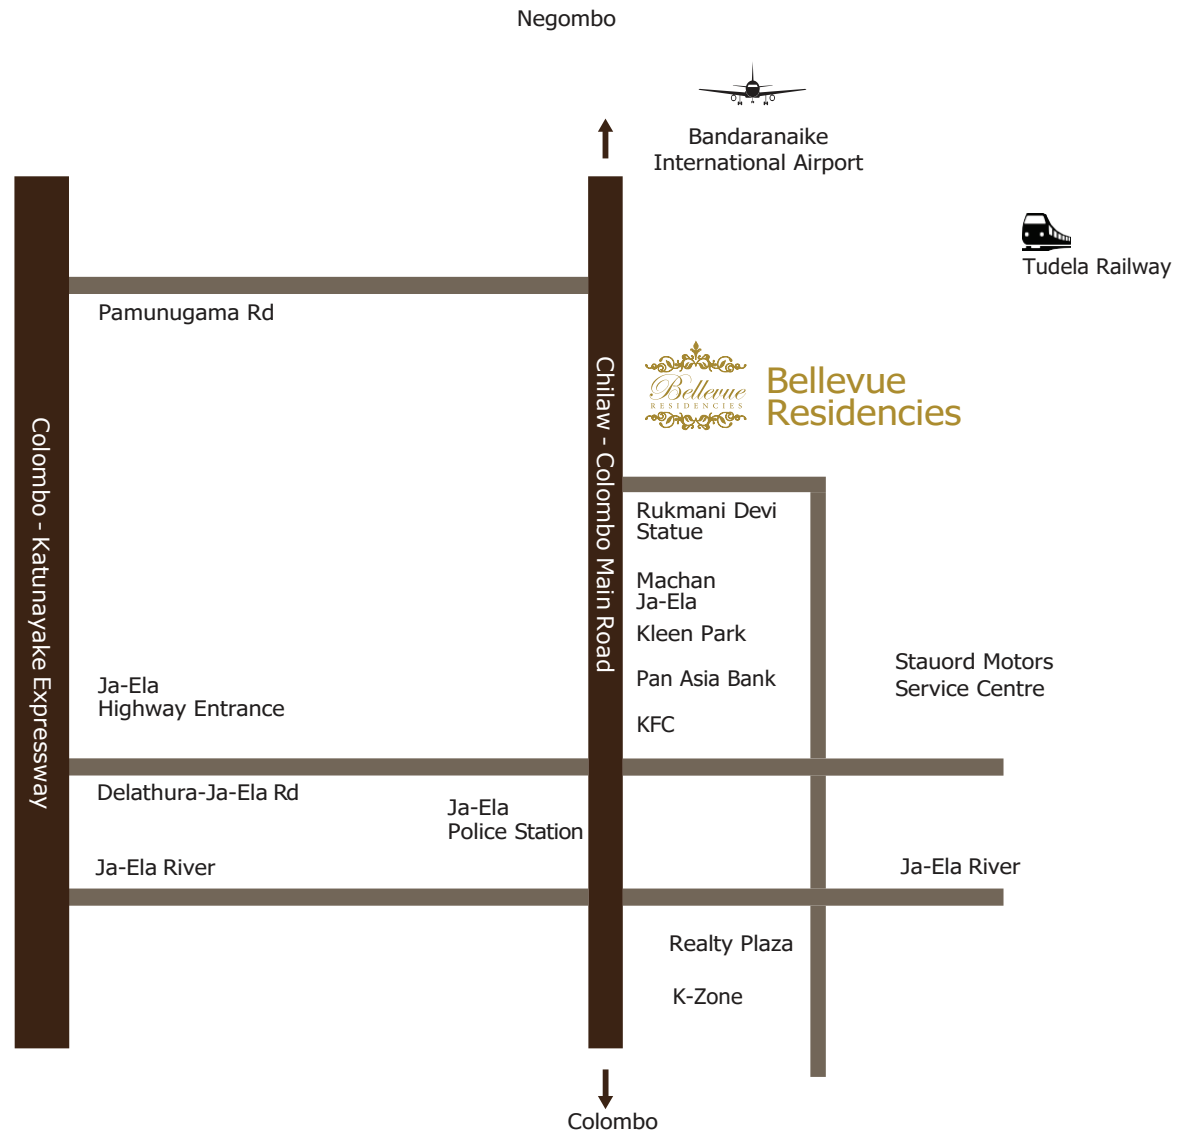 Negombo
Bandaranaike
International Airport
Tudela Railway
Pamunugama Rd
Bellevue
RESIDENCIES
Bellevue
Residencies
Colombo - Katunayake Expressway
Chilaw - Colombo Main Road
Rukmani Devi
Statue
Machan
Ja-Ela
Kleen Park
Pan Asia Bank
KFC
Stauord Motors
Service Centre
Ja-Ela
Highway Entrance
Delathura-Ja-Ela Rd
Ja-Ela
Police Station
Ja-Ela River
Ja-Ela River
Realty Plaza
K-Zone
Colombo